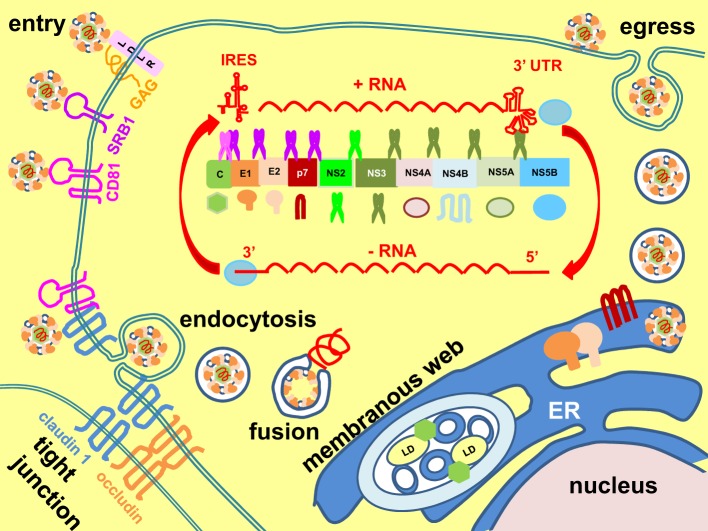 entry
egress
LDLR
GAG
IRES
+ RNA
3' UTR
SRB1
CD81
C E1 E2 p7 NS2 NS3 NS4A NS4B NS5A NS5B
3'
- RNA
5'
endocytosis
fusion
membranous web
ER
LD
LD
nucleus
claudin 1
tight
junction
occludin